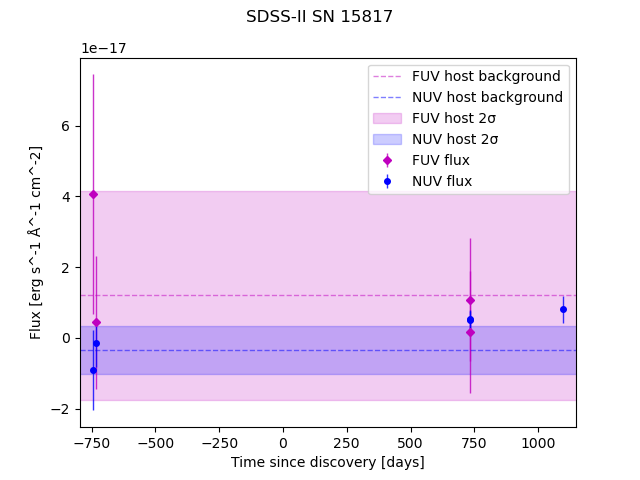 SDSS-II SN 15817
1e−17
FUV host background
NUV host background
FUV host 2σ
NUV host 2σ
FUV flux
NUV flux
6
4
2
0
−2
Flux [erg s^-1 Å^-1 cm^-2]
−750
−500
−250
0
250
500
750
1000
Time since discovery [days]